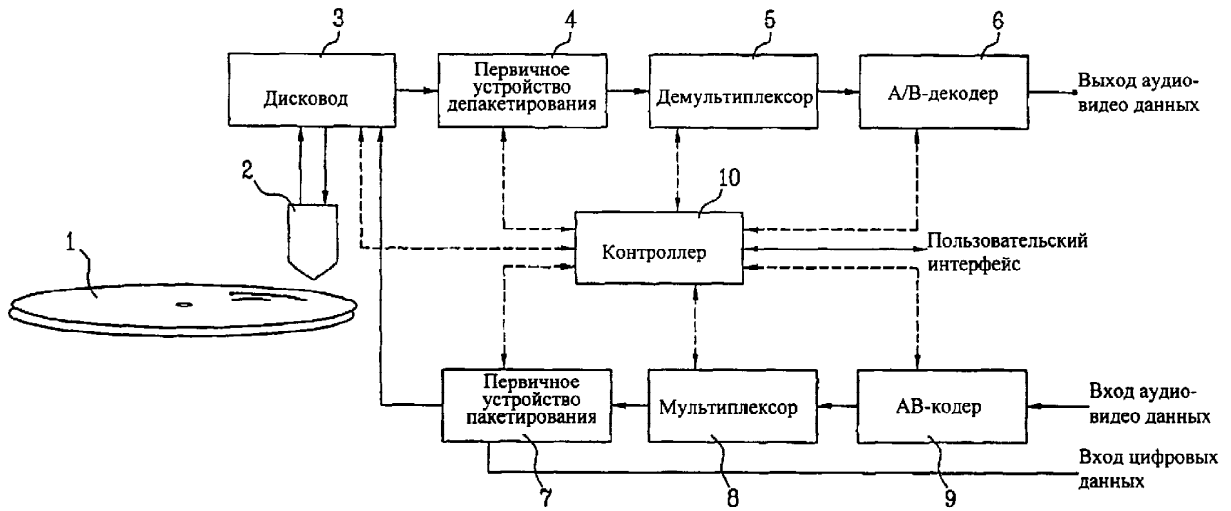 3
4
5
6
Дисковод
Первичное
устройство
депакетирования
Демультиплексор
А/В-декодер
Выход аудио-
видео данных
2
10
1
Контроллер
Пользовательский
интерфейс
Первичное
устройство
пакетирования
Мультиплексор
АВ-кодер
Вход аудио-
видео данных
7
8
9
Вход цифровых
данных